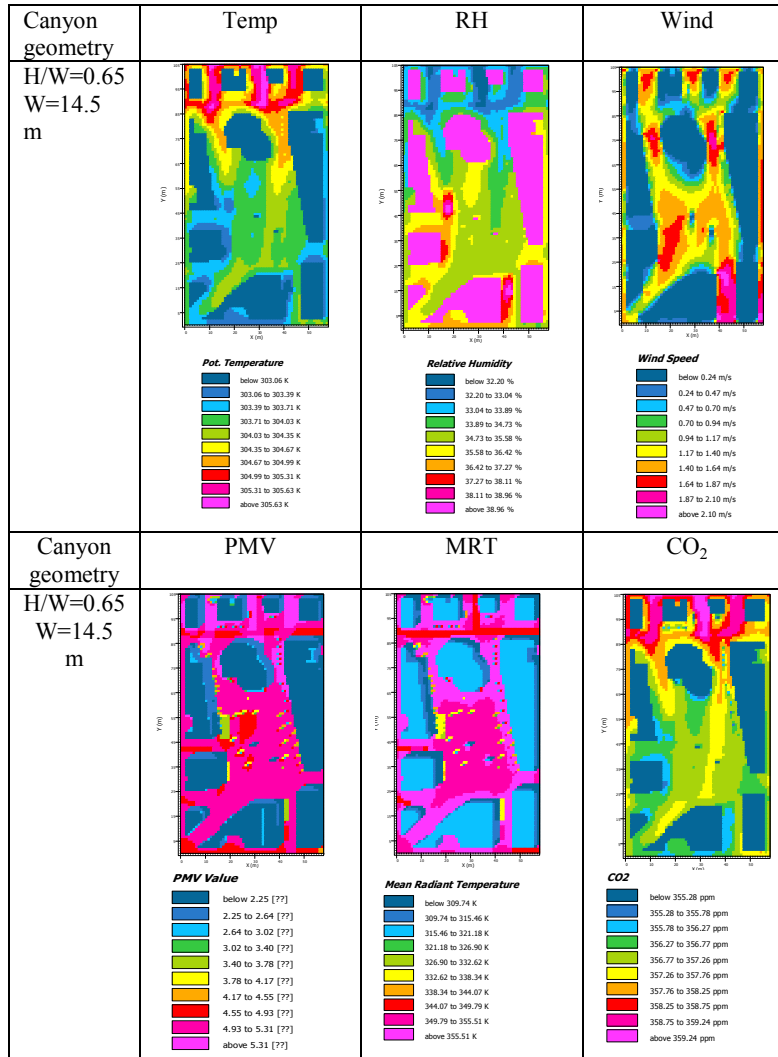 Canyon geometry
Temp
RH
Wind
H/W=0.65
W=14.5
m
Y (m)
X (m)
Y (m)
X (m)
Y (m)
X (m)
Pot. Temperature
below 303.06 K
303.06 to 303.39 K
303.39 to 303.71 K
303.71 to 304.03 K
304.03 to 304.35 K
304.35 to 304.67 K
304.67 to 304.99 K
304.99 to 305.31 K
305.31 to 305.63 K
above 305.63 K
Relative Humidity
below 32.20 %
32.20 to 33.04 %
33.04 to 33.89 %
33.89 to 34.73 %
34.73 to 35.58 %
35.58 to 36.42 %
36.42 to 37.27 %
37.27 to 38.11 %
38.11 to 38.96 %
above 38.96 %
Wind Speed
below 0.24 m/s
0.24 to 0.47 m/s
0.47 to 0.70 m/s
0.70 to 0.94 m/s
0.94 to 1.17 m/s
1.17 to 1.40 m/s
1.40 to 1.64 m/s
1.64 to 1.87 m/s
1.87 to 2.10 m/s
above 2.10 m/s
Canyon
geometry
PMV
MRT
CO₂
H/W=0.65
W=14.5
m
Y (m)
X (m)
X (m)
Y (m)
PMV Value
below 2.25 [??]
2.25 to 2.64 [??]
2.64 to 3.02 [??]
3.02 to 3.40 [??]
3.40 to 3.78 [??]
3.78 to 4.17 [??]
4.17 to 4.55 [??]
4.55 to 4.93 [??]
4.93 to 5.31 [??]
above 5.31 [??]
Mean Radiant Temperature
below 309.74 K
309.74 to 315.46 K
315.46 to 321.18 K
321.18 to 326.90 K
326.90 to 332.62 K
332.62 to 338.34 K
338.34 to 344.07 K
344.07 to 349.79 K
349.79 to 355.51 K
above 355.51 K
CO2
below 355.28 ppm
355.28 to 355.78 ppm
355.78 to 356.27 ppm
356.27 to 356.77 ppm
356.77 to 357.26 ppm
357.26 to 357.76 ppm
357.76 to 358.25 ppm
358.25 to 358.75 ppm
358.75 to 359.24 ppm
above 359.24 ppm